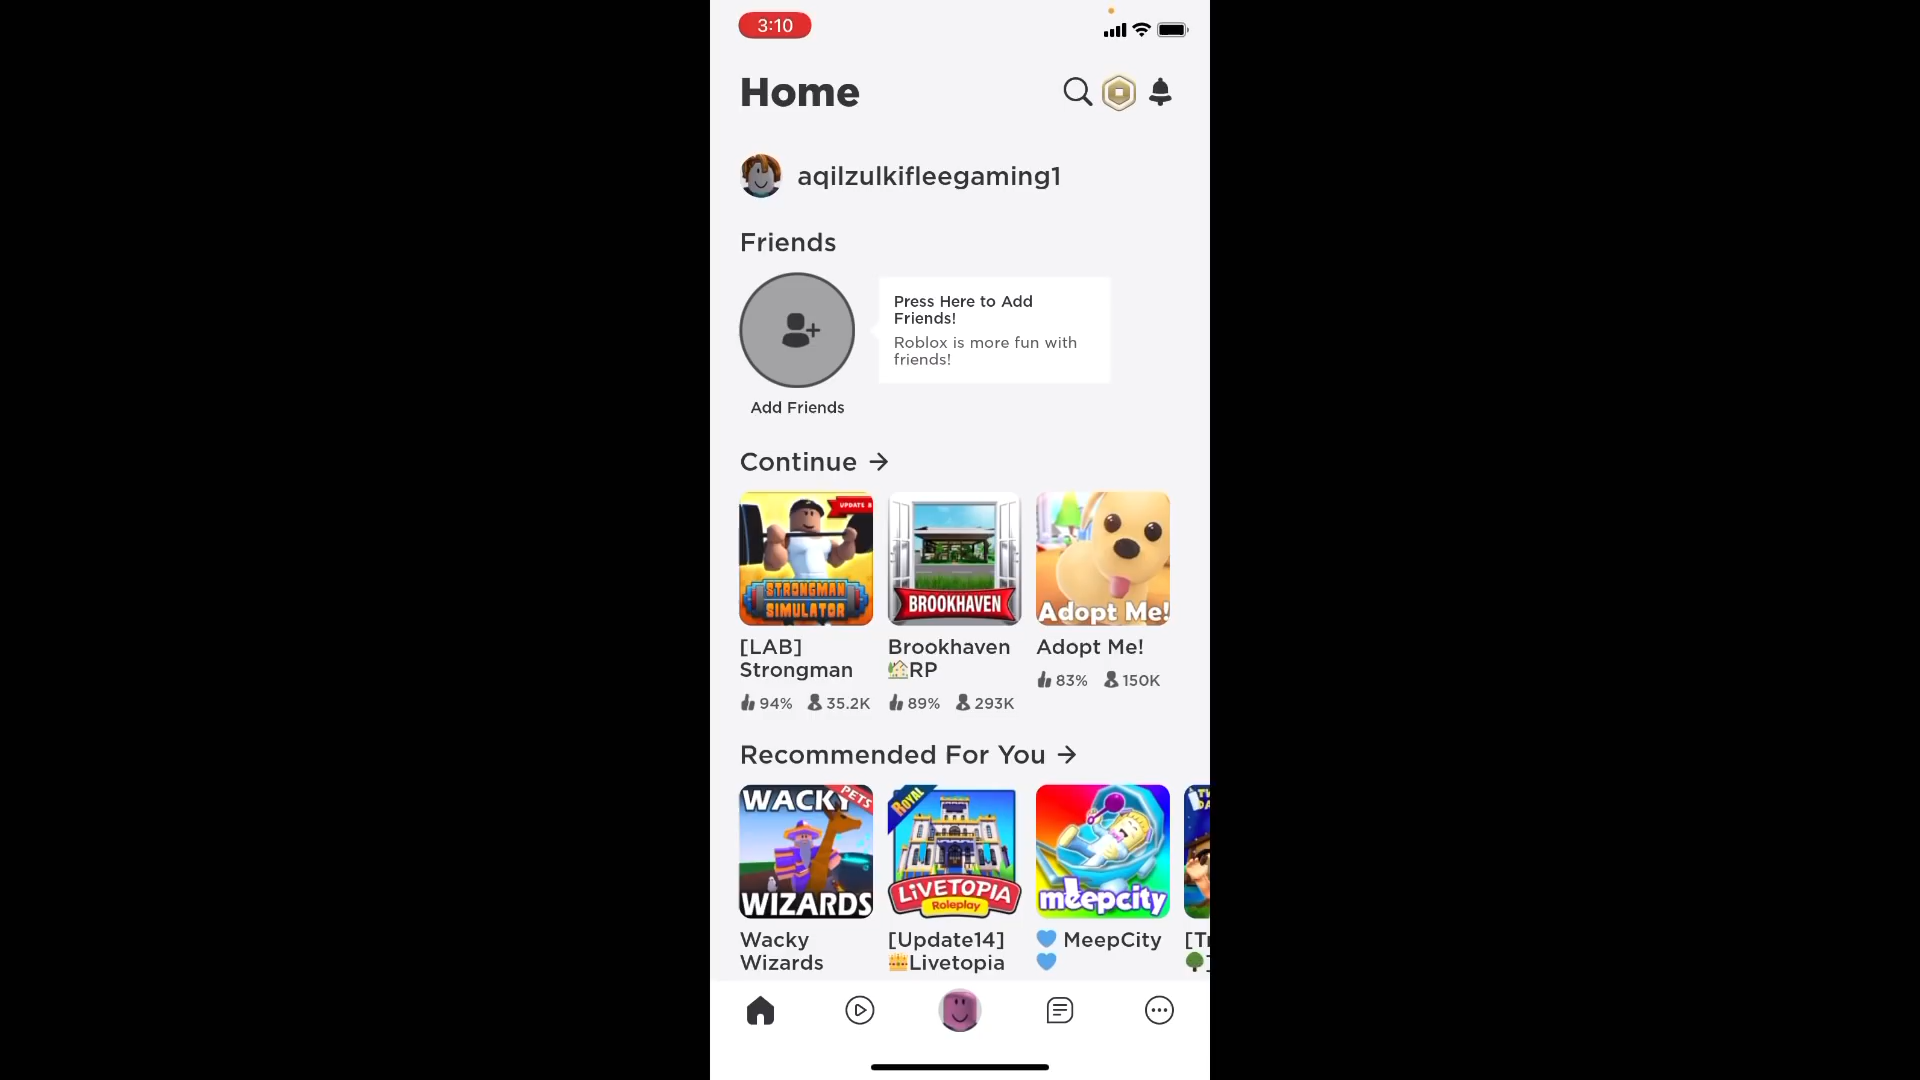 3:10
Home
aqilzulkifleegaming1
Friends
Press Here to Add
Friends!
Roblox is more fun with
friends!
Add Friends
Continue →
UPDATE 8
STRONGMAN
SIMULATOR
BROOKHAVEN
Adopt Me!
[LAB]
Strongman
94% 35.2K
Brookhaven
🏡RP
89% 293K
Adopt Me!
83% 150K
Recommended For You →
WACKY
PETS
WIZARDS
ROYAL
LIVETOPIA
Roleplay
meepcity
Wacky
Wizards
[Update14]
👑Livetopia
💙 MeepCity
💙